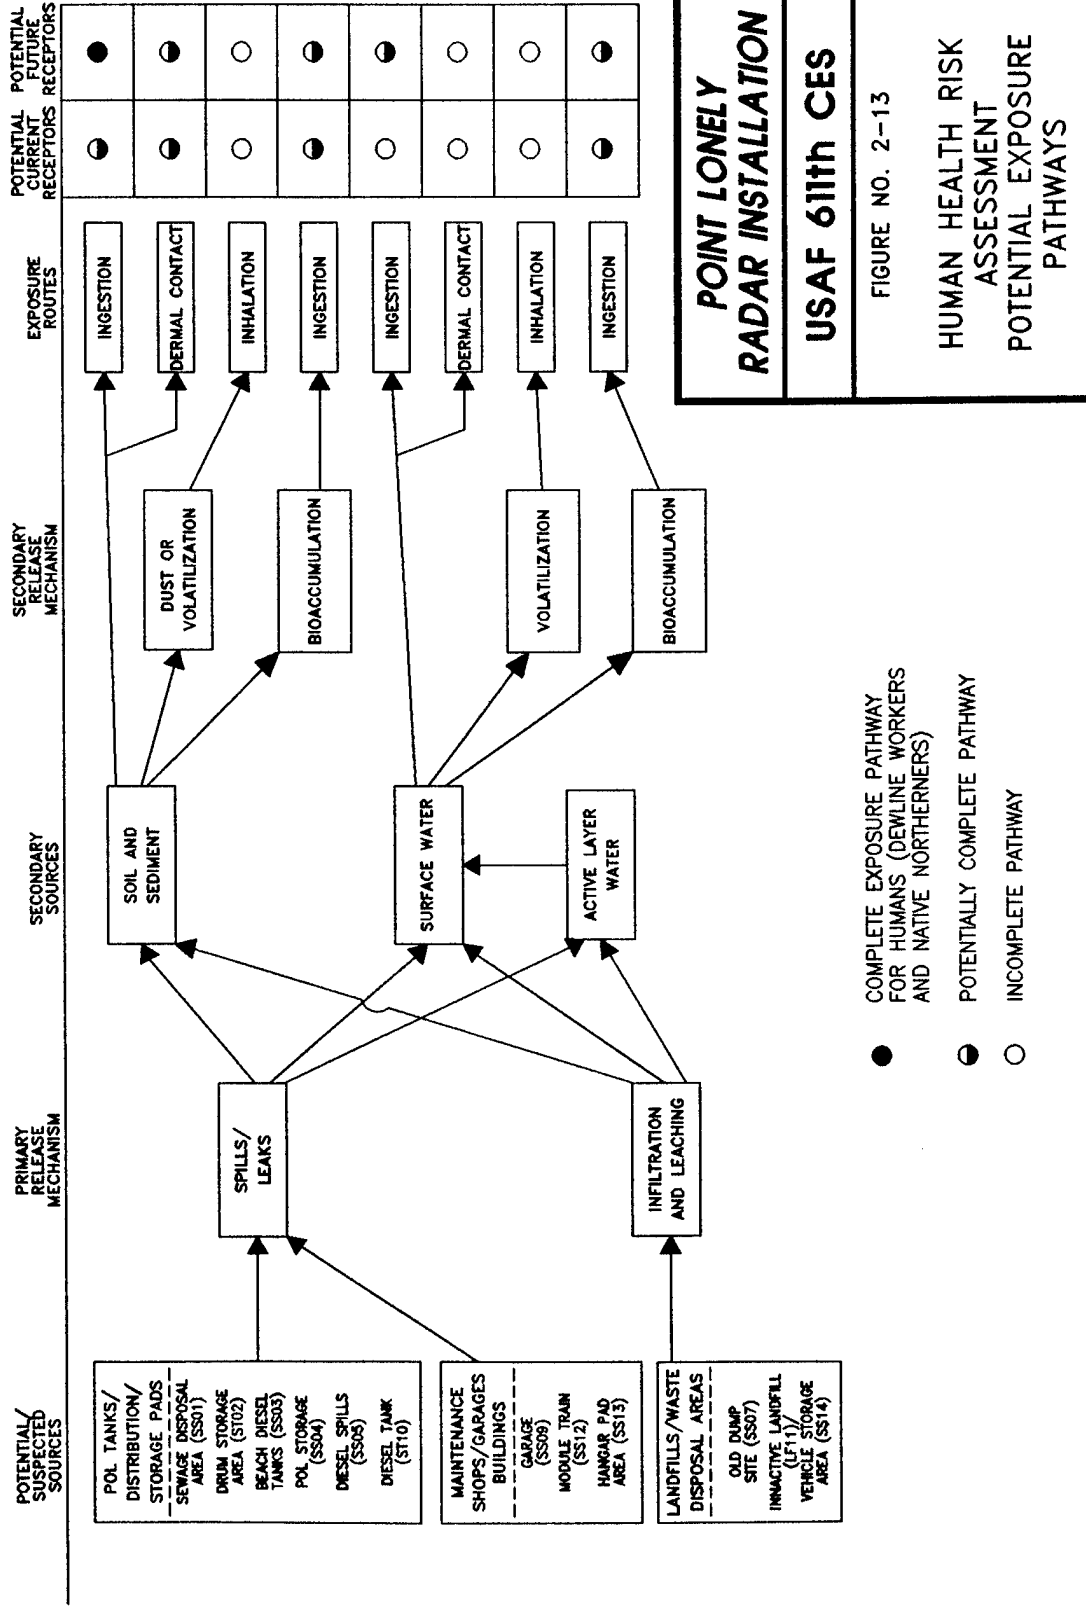 POTENTIAL/
SUSPECTED
SOURCES
PRIMARY
RELEASE
MECHANISM
SECONDARY
SOURCES
SECONDARY
RELEASE
MECHANISM
EXPOSURE
ROUTES
POTENTIAL
CURRENT
RECEPTORS
POTENTIAL
FUTURE
RECEPTORS
POL TANKS/
DISTRIBUTION/
STORAGE PADS
SEWAGE DISPOSAL
AREA (SS01)
DRUM STORAGE
AREA (ST02)
BEACH DIESEL
TANKS (SS03)
POL STORAGE
(SS04)
DIESEL SPILLS
(SS05)
DIESEL TANK
(ST10)
MAINTENANCE
SHOPS/GARAGES
BUILDINGS
GARAGE
(SS09)
MODULE TRAIN
(SS12)
HANGAR PAD
AREA (SS13)
LANDFILLS/WASTE
DISPOSAL AREAS
OLD DUMP
SITE (SS07)
INNACTIVE LANDFILL
(LF11)/
VEHICLE STORAGE
AREA (SS14)
SPILLS/
LEAKS
INFILTRATION
AND LEACHING
SOIL AND
SEDIMENT
SURFACE WATER
ACTIVE LAYER
WATER
DUST OR
VOLATILIZATION
BIOACCUMULATION
VOLATILIZATION
BIOACCUMULATION
INGESTION
DERMAL CONTACT
INHALATION
INGESTION
INGESTION
DERMAL CONTACT
INHALATION
INGESTION
COMPLETE EXPOSURE PATHWAY
FOR HUMANS (DEWLINE WORKERS
AND NATIVE NORTHERNERS)
POTENTIALLY COMPLETE PATHWAY
INCOMPLETE PATHWAY
POINT LONELY
RADAR INSTALLATION
USAF 611th CES
FIGURE NO. 2-13
HUMAN HEALTH RISK
ASSESSMENT
POTENTIAL EXPOSURE
PATHWAYS